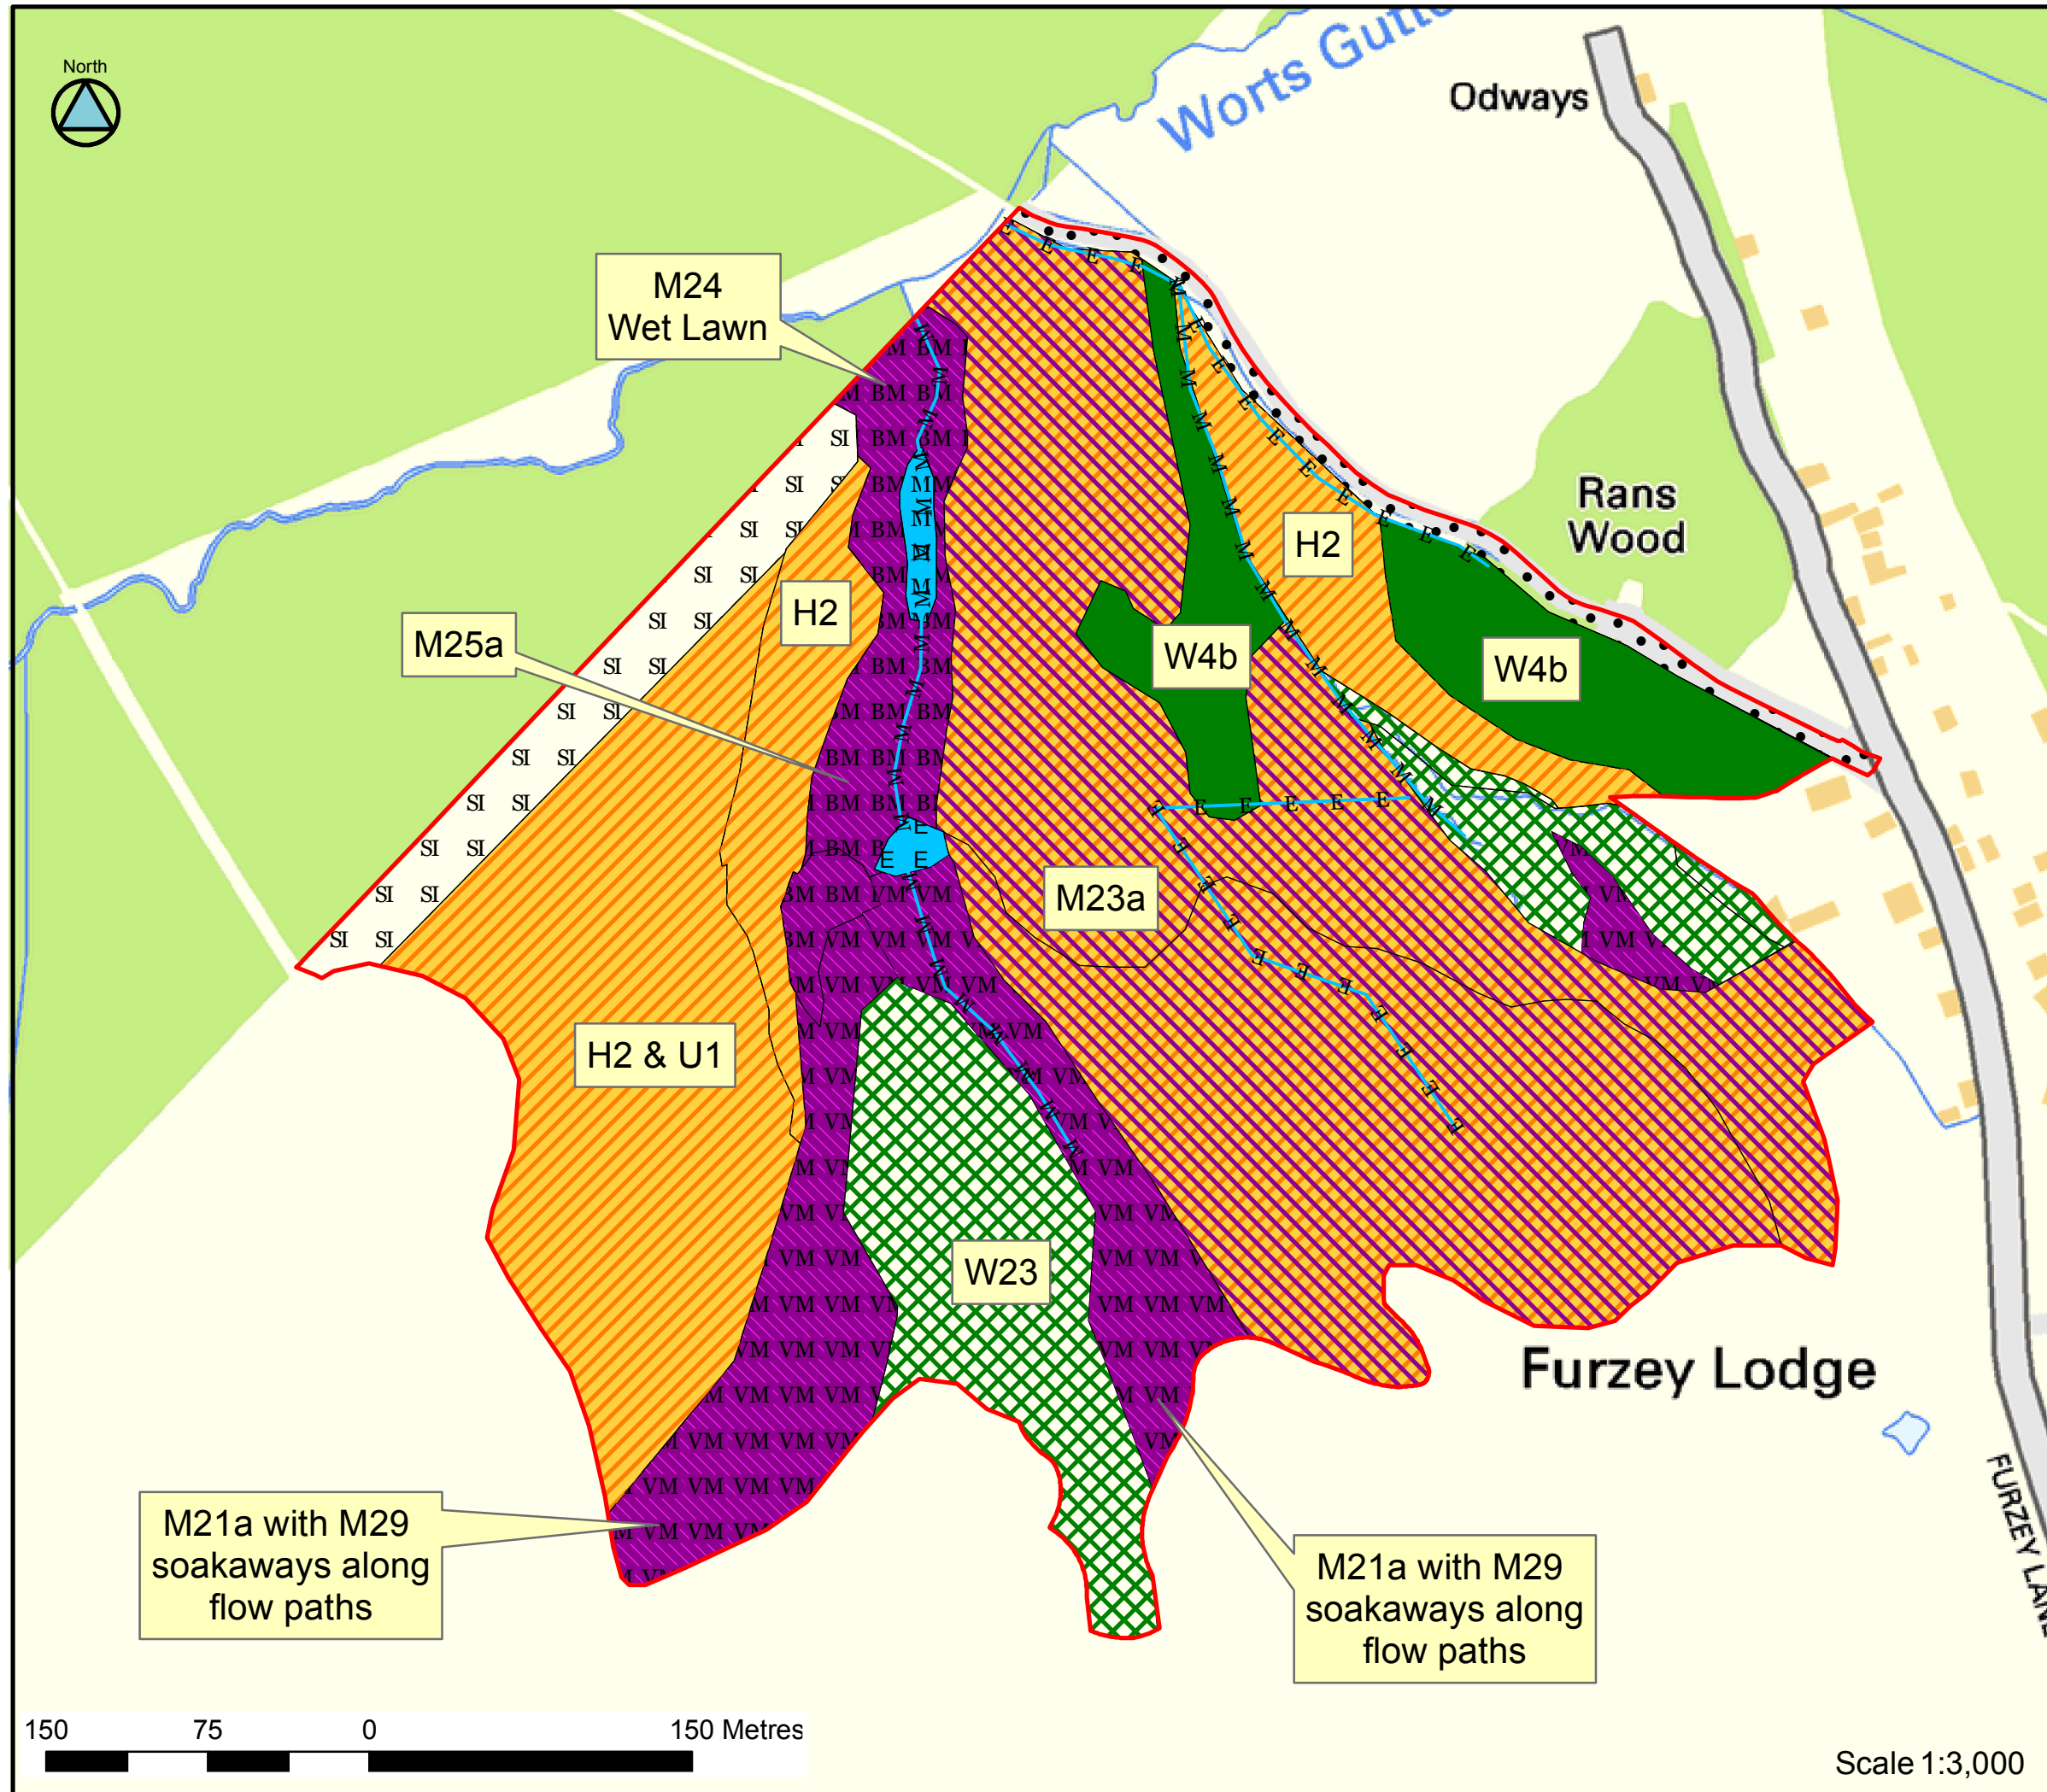 North
Worts Gutte
Odways
M24
Wet Lawn
Rans
Wood
H2
H2
M25a
W4b
W4b
M23a
H2 & U1
W23
Furzey Lodge
FURZEY LANE
M21a with M29
soakaways along
flow paths
M21a with M29
soakaways along
flow paths
150 75 0 150 Metres
Scale 1:3,000